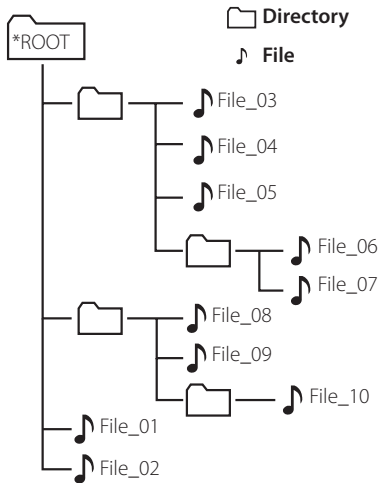 Directory
*ROOT
File
File_03
File_04
File_05
File_06
File_07
File_08
File_09
File_10
File_01
File_02